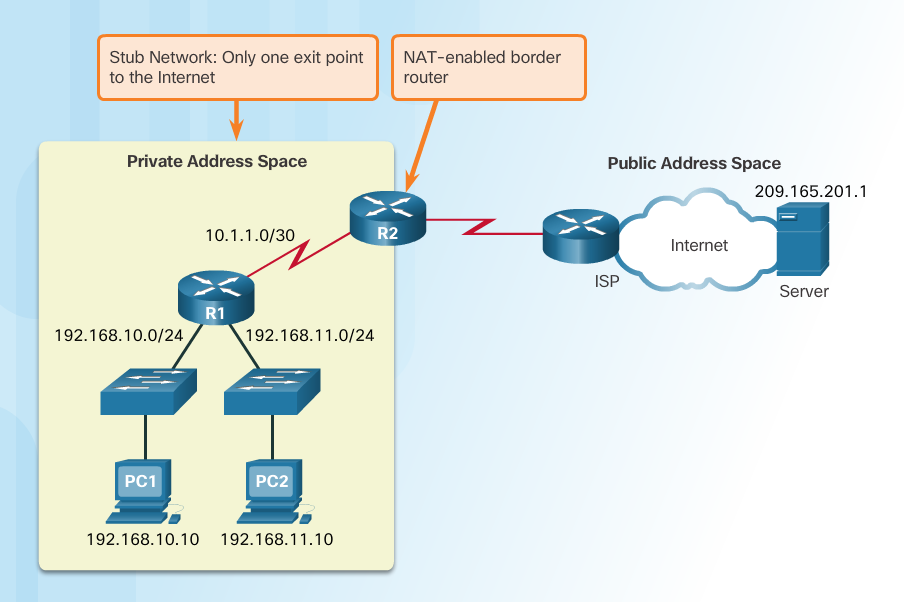 Stub Network: Only one exit point
to the Internet
NAT-enabled border
router
Private Address Space
Public Address Space
209.165.201.1
R2
10.1.1.0/30
Internet
ISP
Server
R1
192.168.10.0/24
192.168.11.0/24
PC1
PC2
192.168.10.10
192.168.11.10